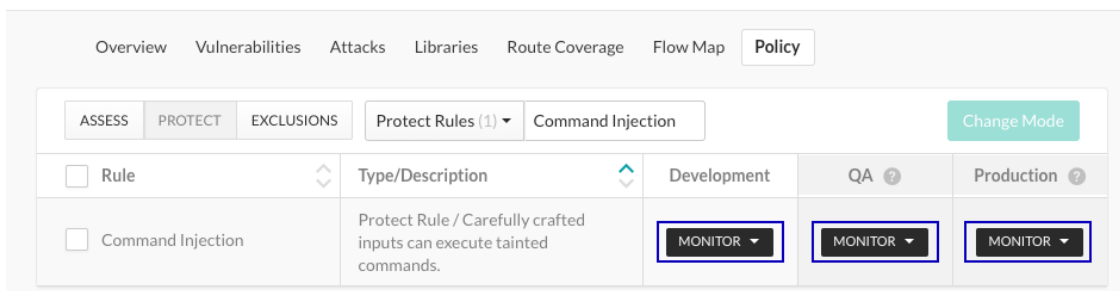 Overview Vulnerabilities Attacks Libraries Route Coverage Flow Map Policy
ASSESS PROTECT EXCLUSIONS Protect Rules (1) Command Injection Change Mode
Rule Type/Description Development QA ? Production ?
Protect Rule / Carefully crafted
Command Injection inputs can execute tainted MONITOR MONITOR MONITOR
commands.